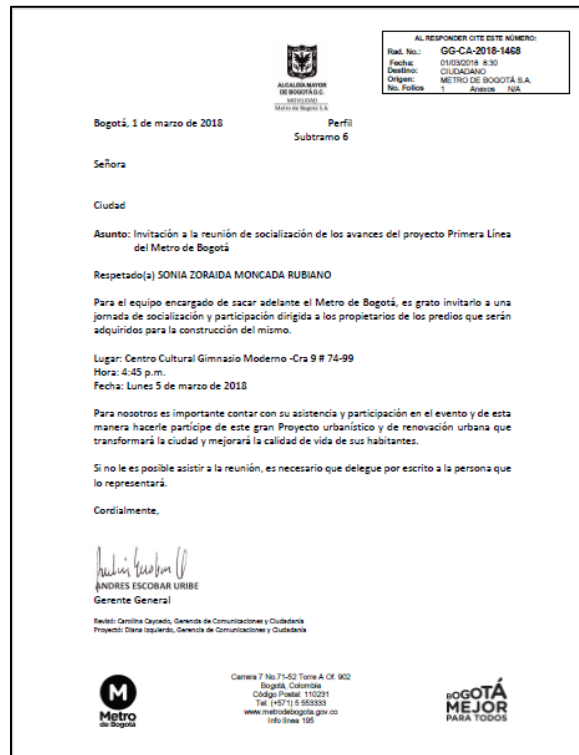 AL RESPONDER CITE ESTE NÚMERO:
Rad. No.: GG-CA-2018-1468
Fecha: 01/03/2018 8:30
Destino: CIUDADANO
Origen: METRO DE BOGOTÁ S.A.
No. Folios 1 Anexos N/A
ALCALDÍA MAYOR
DE BOGOTÁ D.C.
MOVILIDAD
Metro de Bogotá S.A.
Bogotá, 1 de marzo de 2018 Perfil
Subtramo 6
Señora
Ciudad
Asunto: Invitación a la reunión de socialización de los avances del proyecto Primera Línea
del Metro de Bogotá
Respetado(a) SONIA ZORAIDA MONCADA RUBIANO
Para el equipo encargado de sacar adelante el Metro de Bogotá, es grato invitarlo a una
jornada de socialización y participación dirigida a los propietarios de los predios que serán
adquiridos para la construcción del mismo.
Lugar: Centro Cultural Gimnasio Moderno -Cra 9 # 74-99
Hora: 4:45 p.m.
Fecha: Lunes 5 de marzo de 2018
Para nosotros es importante contar con su asistencia y participación en el evento y de esta
manera hacerle partícipe de este gran Proyecto urbanístico y de renovación urbana que
transformará la ciudad y mejorará la calidad de vida de sus habitantes.
Si no le es posible asistir a la reunión, es necesario que delegue por escrito a la persona que
lo representará.
Cordialmente,
ANDRES ESCOBAR URIBE
Gerente General
Revisó: Carolina Caycedo, Gerencia de Comunicaciones y Ciudadanía
Proyectó: Diana Izquierdo, Gerencia de Comunicaciones y Ciudadanía
M
Metro
de Bogotá
Carrera 7 No.71-52 Torre A Of. 902
Bogotá, Colombia
Código Postal: 110231
Tel: (+571) 5 553333
www.metrodebogota.gov.co
Info línea 195
BOGOTÁ
MEJOR
PARA TODOS